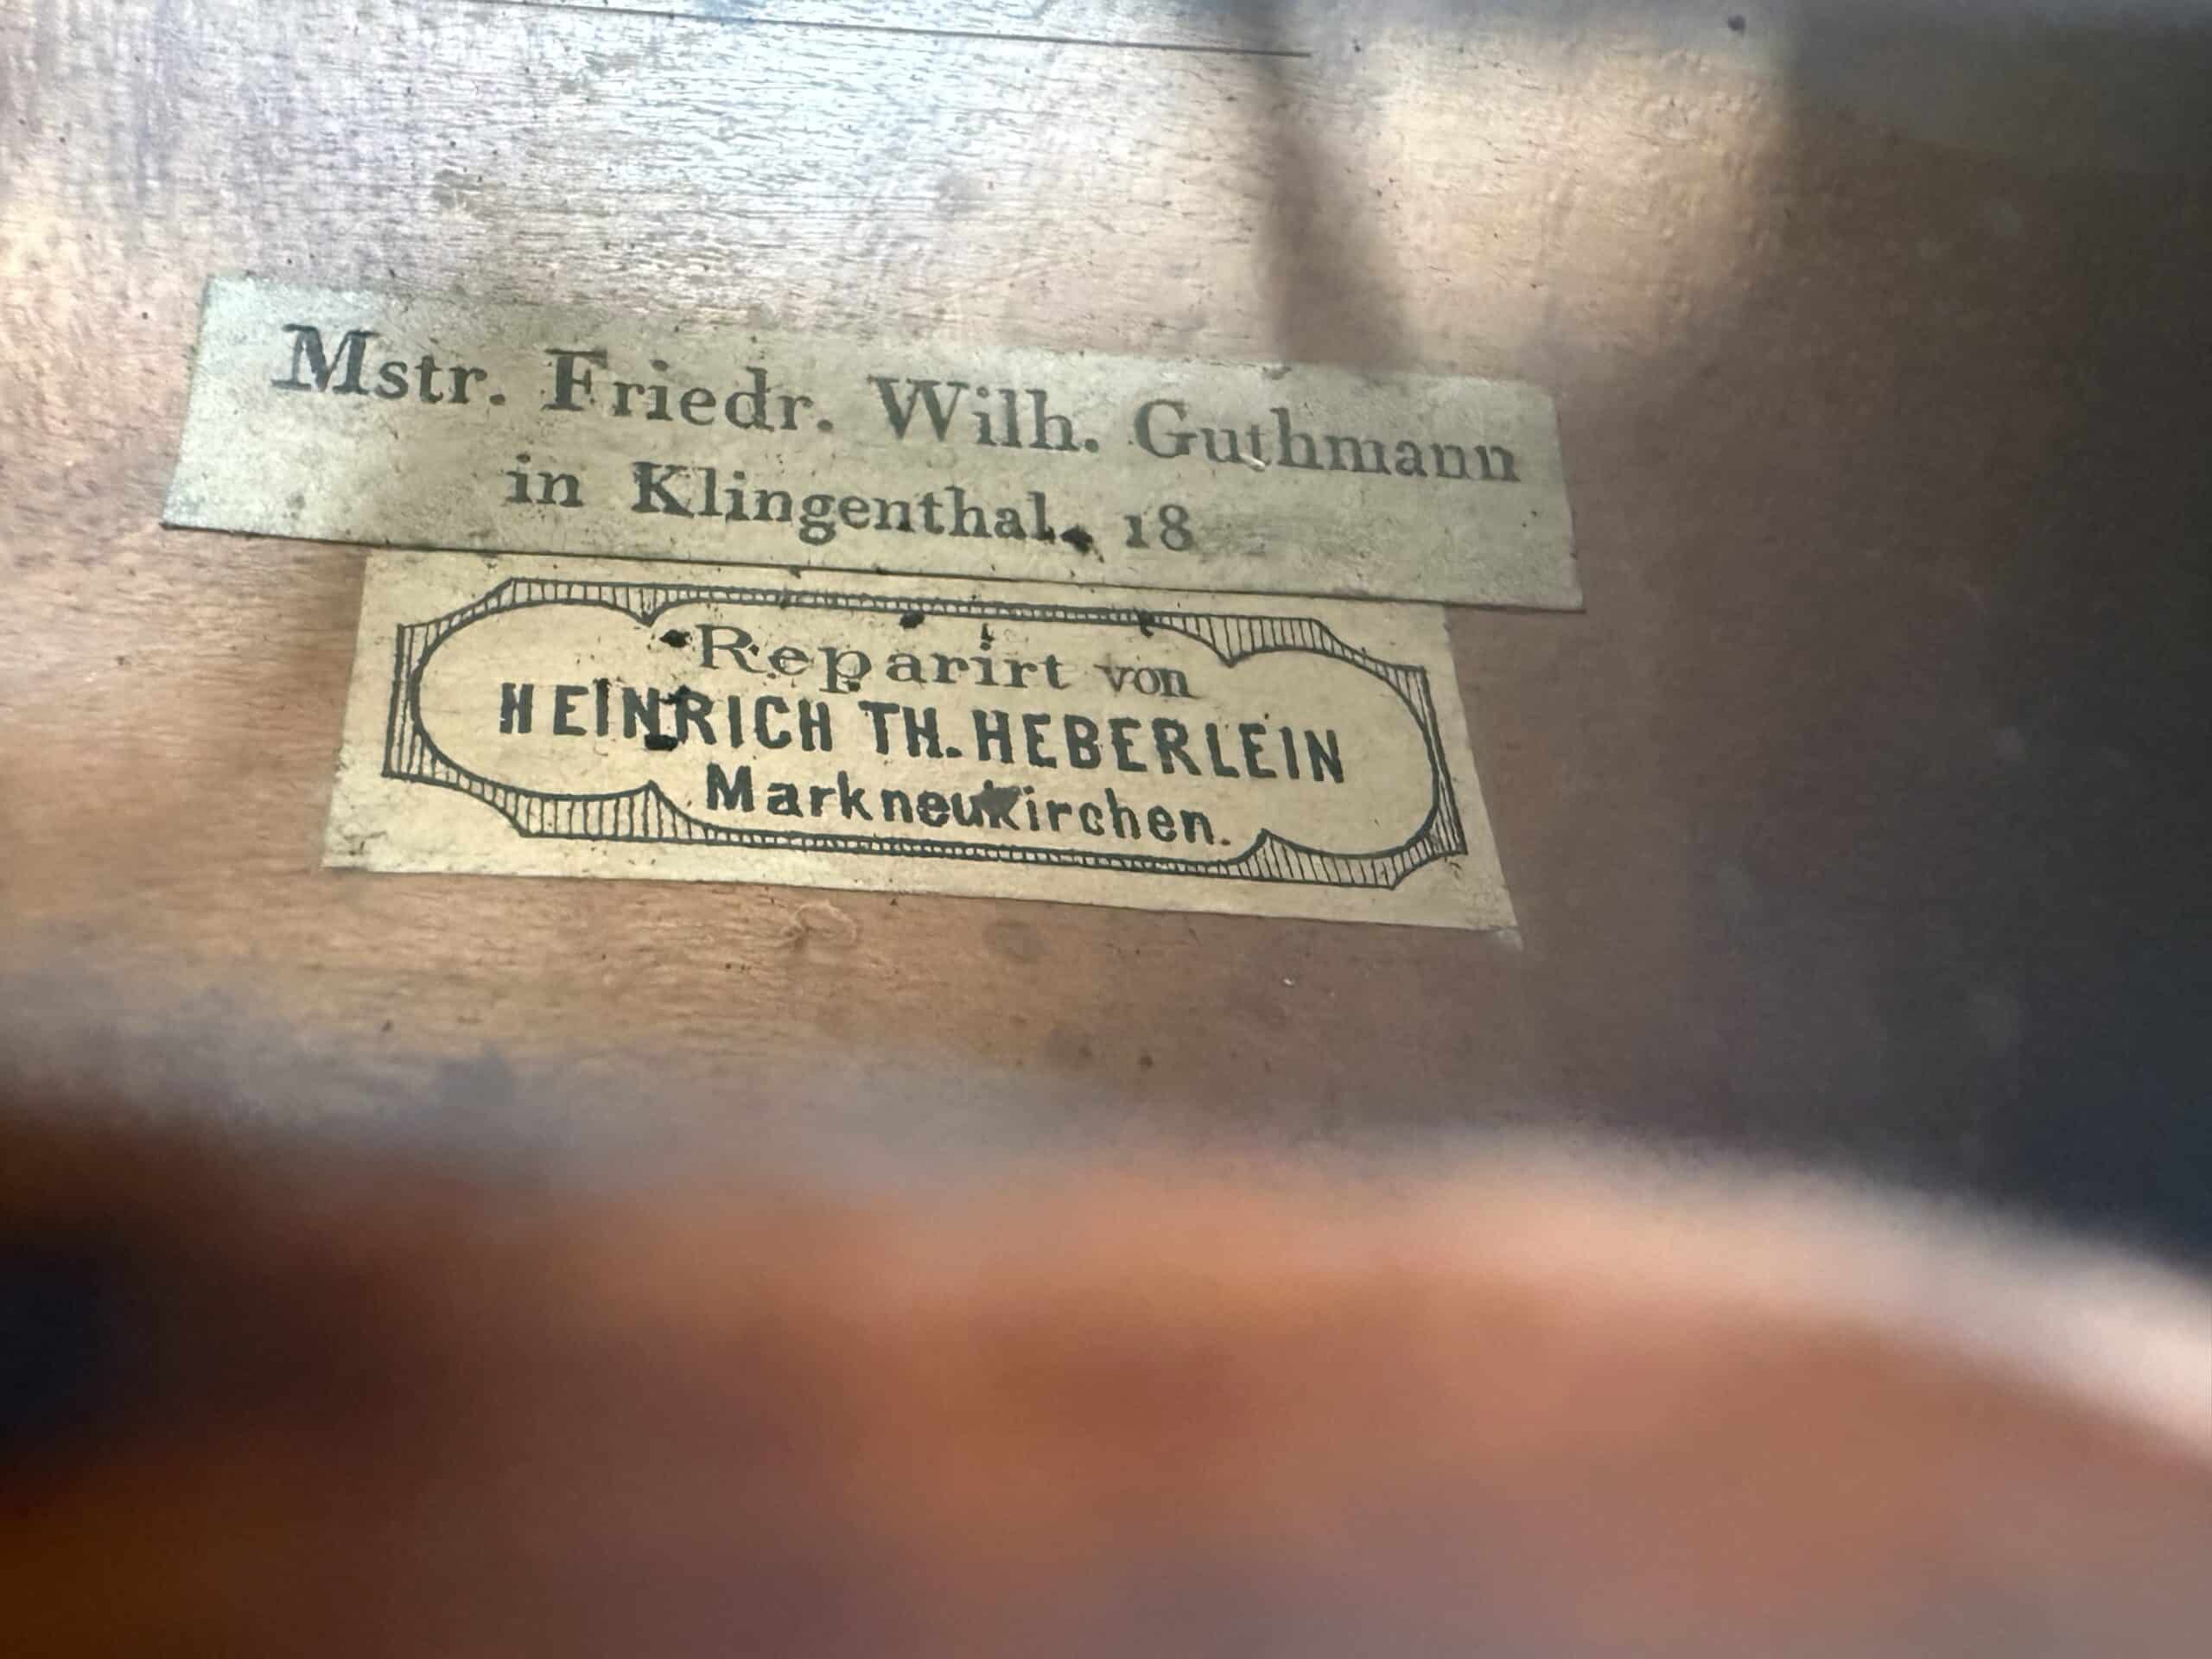 Mstr. Friedr. Wilh. Guthmann
in Klingenthal. 18
Reparirt von
HEINRICH TH. HEBERLEIN
Markneukirchen.